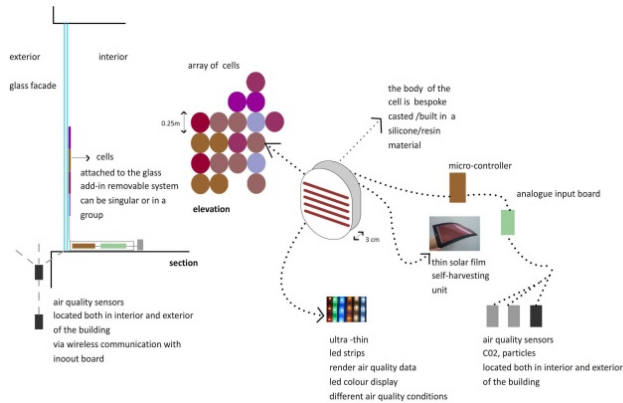 exterior
interior
glass facade
cells
attached to the glass
add-in removable system
can be singular or in a
group
section
air quality sensors
located both in interior and exterior
of the building
via wireless communication with
inoout board
array of cells
0.25m
elevation
the body of the
cell is bespoke
casted /built in a
silicone/resin
material
3 cm
micro-controller
analogue input board
thin solar film
self-harvesting
unit
ultra -thin
led strips
render air quality data
led colour display
different air quality conditions
air quality sensors
C02, particles
located both in interior and exterior
of the building